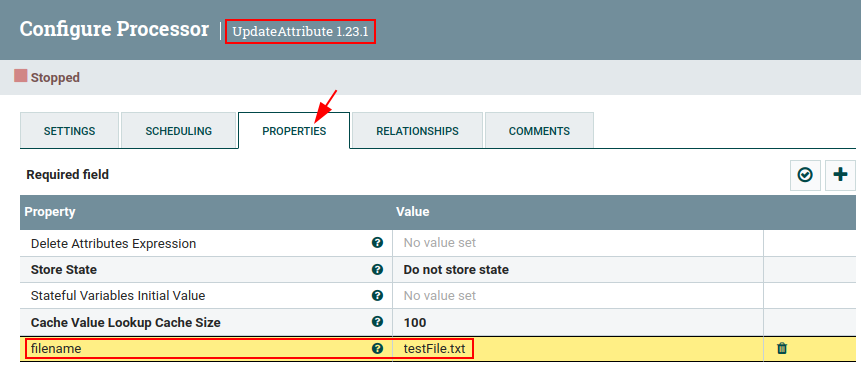 Configure Processor | UpdateAttribute 1.23.1
Stopped
SETTINGS SCHEDULING PROPERTIES RELATIONSHIPS COMMENTS
Required field
Property Value
Delete Attributes Expression No value set
Store State Do not store state
Stateful Variables Initial Value No value set
Cache Value Lookup Cache Size 100
filename testFile.txt